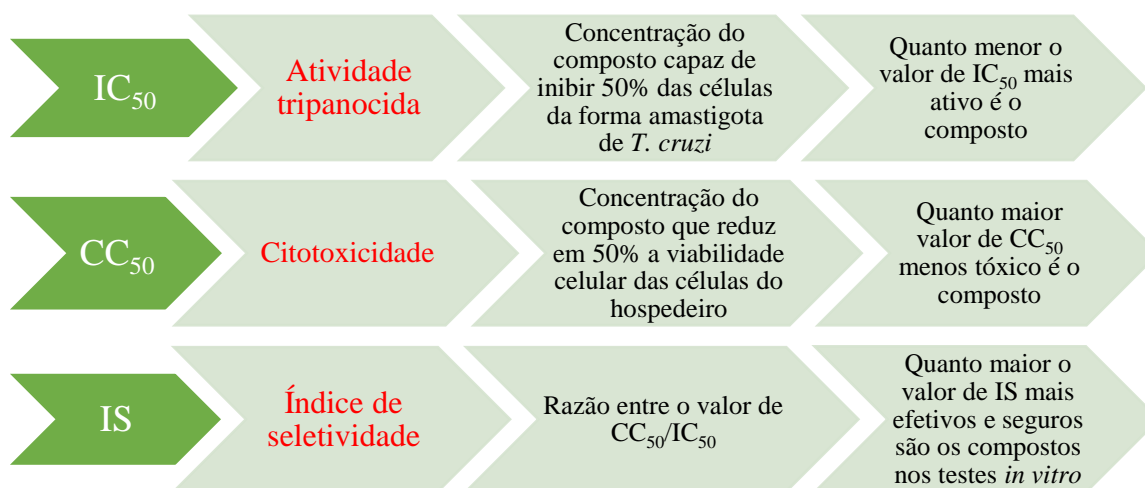 IC50
Atividade
tripanocida
Concentração do
composto capaz de
inibir 50% das células
da forma amastigota
de T. cruzi
Quanto menor o
valor de IC50 mais
ativo é o
composto
CC50
Citotoxicidade
Concentração do
composto que reduz
em 50% a viabilidade
celular das células do
hospedeiro
Quanto maior
valor de CC50
menos tóxico é o
composto
IS
Índice de
seletividade
Razão entre o valor de
CC50/IC50
Quanto maior o
valor de IS mais
efetivos e seguros
são os compostos
nos testes in vitro